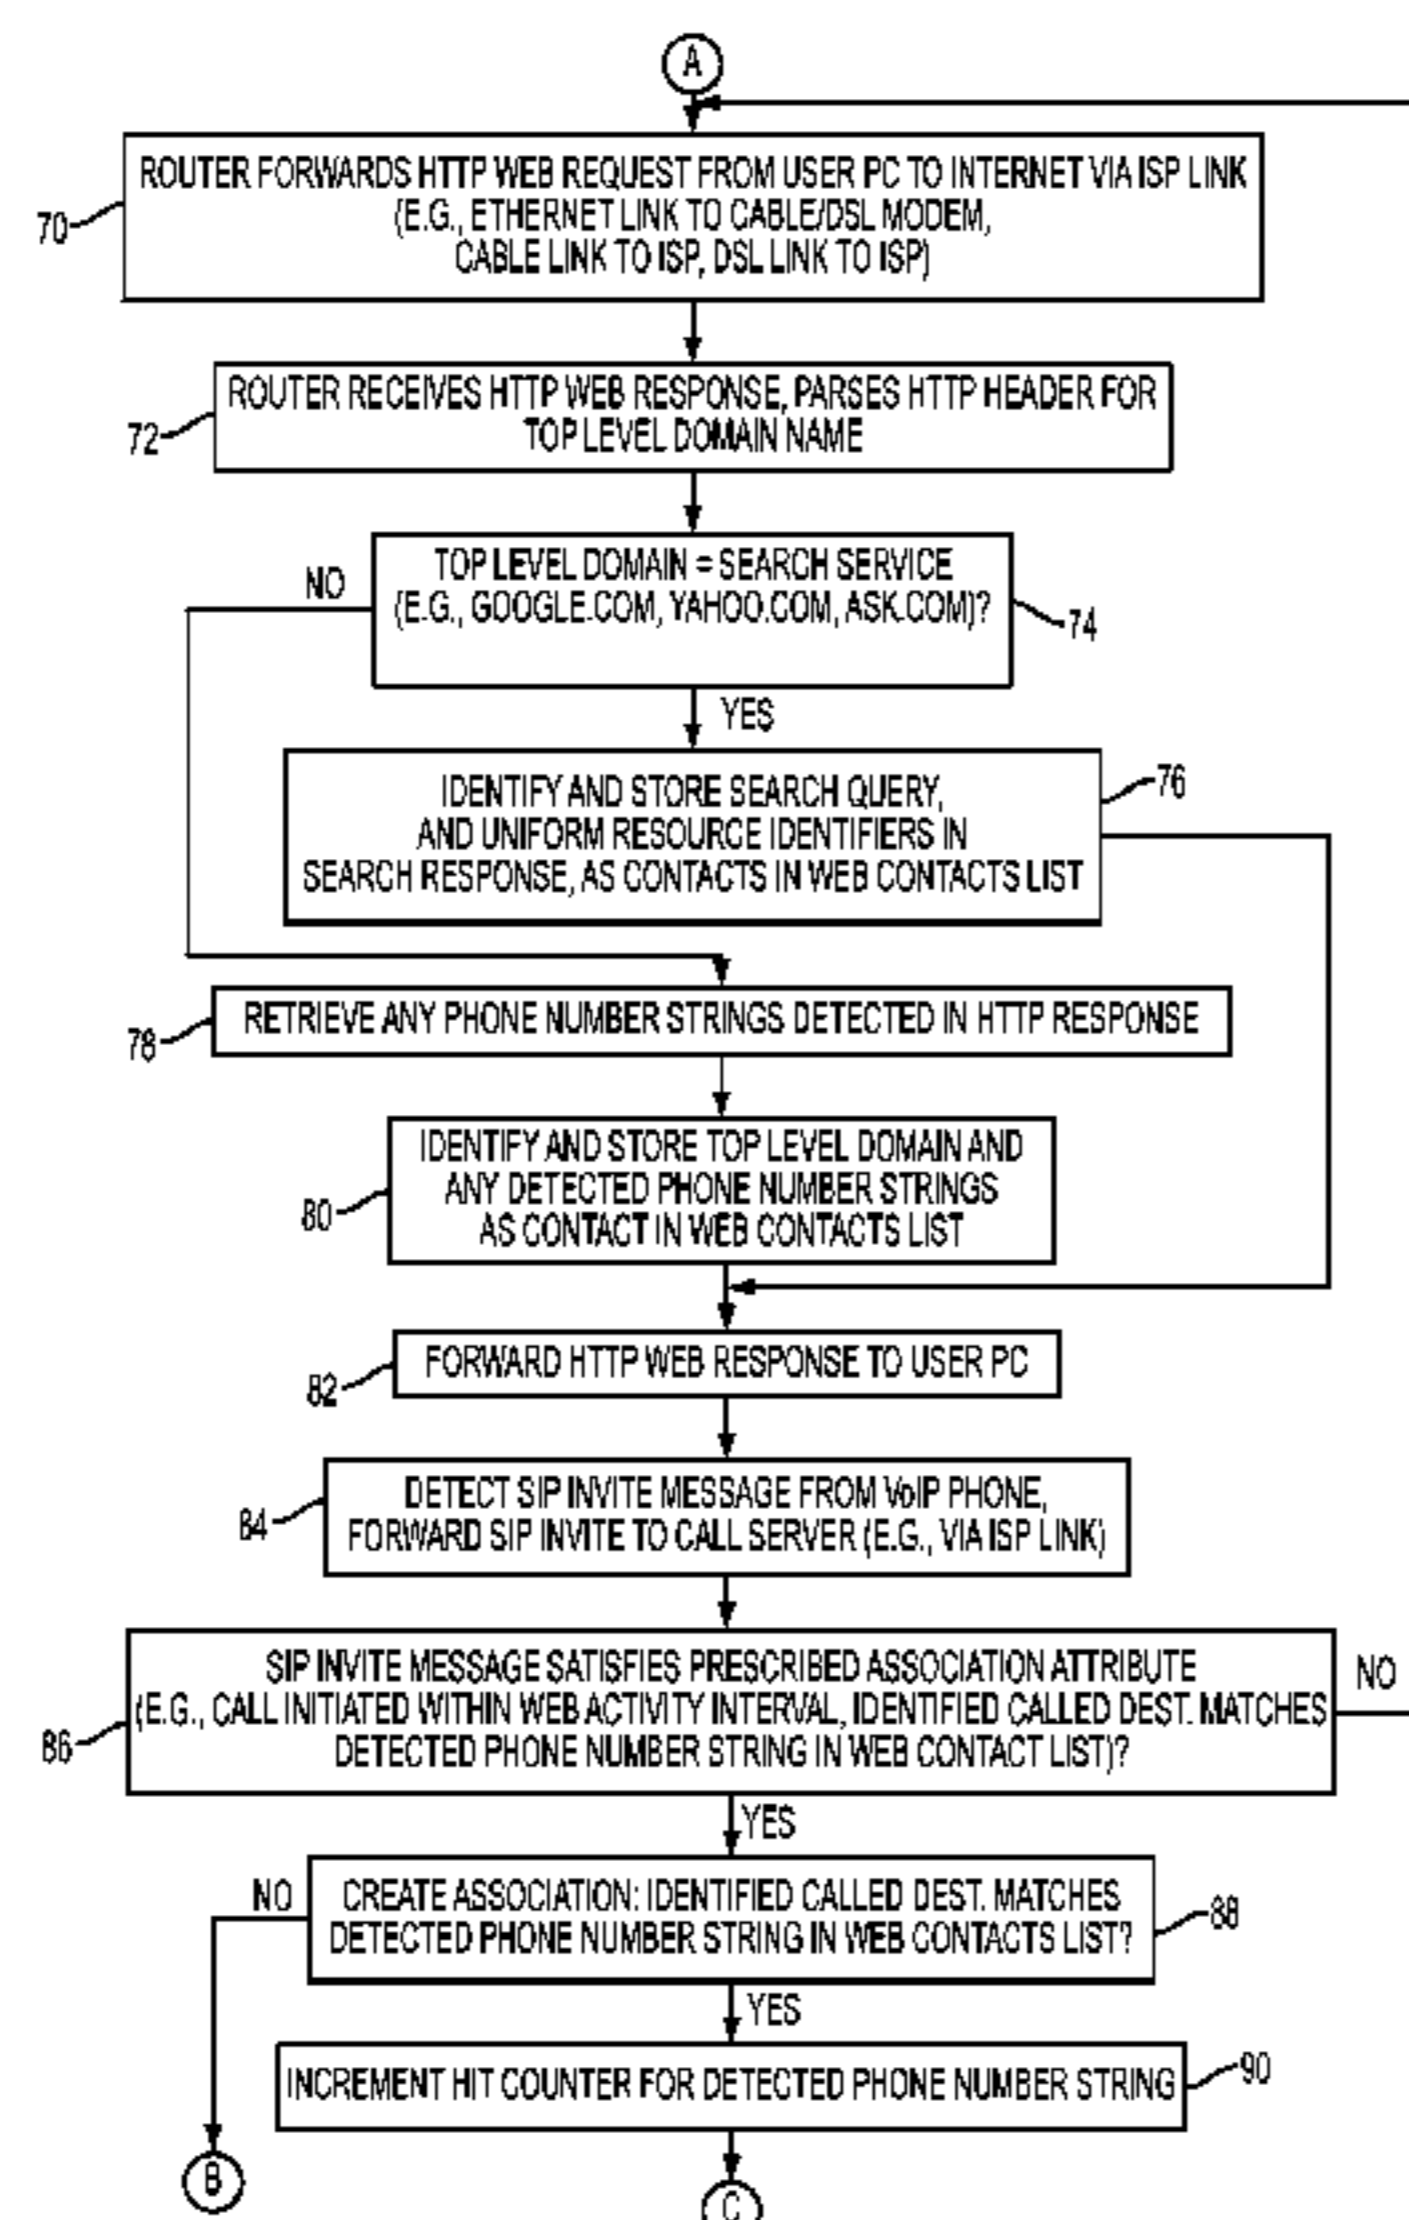 A
ROUTER FORWARDS HTTP WEB REQUEST FROM USER PC TO INTERNET VIA ISP LINK
(E.G., ETHERNET LINK TO CABLE/DSL MODEM,
CABLE LINK TO ISP, DSL LINK TO ISP)
70
ROUTER RECEIVES HTTP WEB RESPONSE, PARSES HTTP HEADER FOR
TOP LEVEL DOMAIN NAME
72
TOP LEVEL DOMAIN = SEARCH SERVICE
(E.G., GOOGLE.COM, YAHOO.COM, ASK.COM)?
NO
74
YES
IDENTIFY AND STORE SEARCH QUERY,
AND UNIFORM RESOURCE IDENTIFIERS IN
SEARCH RESPONSE, AS CONTACTS IN WEB CONTACTS LIST
76
RETRIEVE ANY PHONE NUMBER STRINGS DETECTED IN HTTP RESPONSE
78
IDENTIFY AND STORE TOP LEVEL DOMAIN AND
ANY DETECTED PHONE NUMBER STRINGS
AS CONTACT IN WEB CONTACTS LIST
80
FORWARD HTTP WEB RESPONSE TO USER PC
82
DETECT SIP INVITE MESSAGE FROM VoIP PHONE,
FORWARD SIP INVITE TO CALL SERVER (E.G., VIA ISP LINK)
84
SIP INVITE MESSAGE SATISFIES PRESCRIBED ASSOCIATION ATTRIBUTE
(E.G., CALL INITIATED WITHIN WEB ACTIVITY INTERVAL, IDENTIFIED CALLED DEST. MATCHES
DETECTED PHONE NUMBER STRING IN WEB CONTACT LIST)?
NO
86
YES
NO
CREATE ASSOCIATION: IDENTIFIED CALLED DEST. MATCHES
DETECTED PHONE NUMBER STRING IN WEB CONTACTS LIST?
88
YES
INCREMENT HIT COUNTER FOR DETECTED PHONE NUMBER STRING
90
B
C